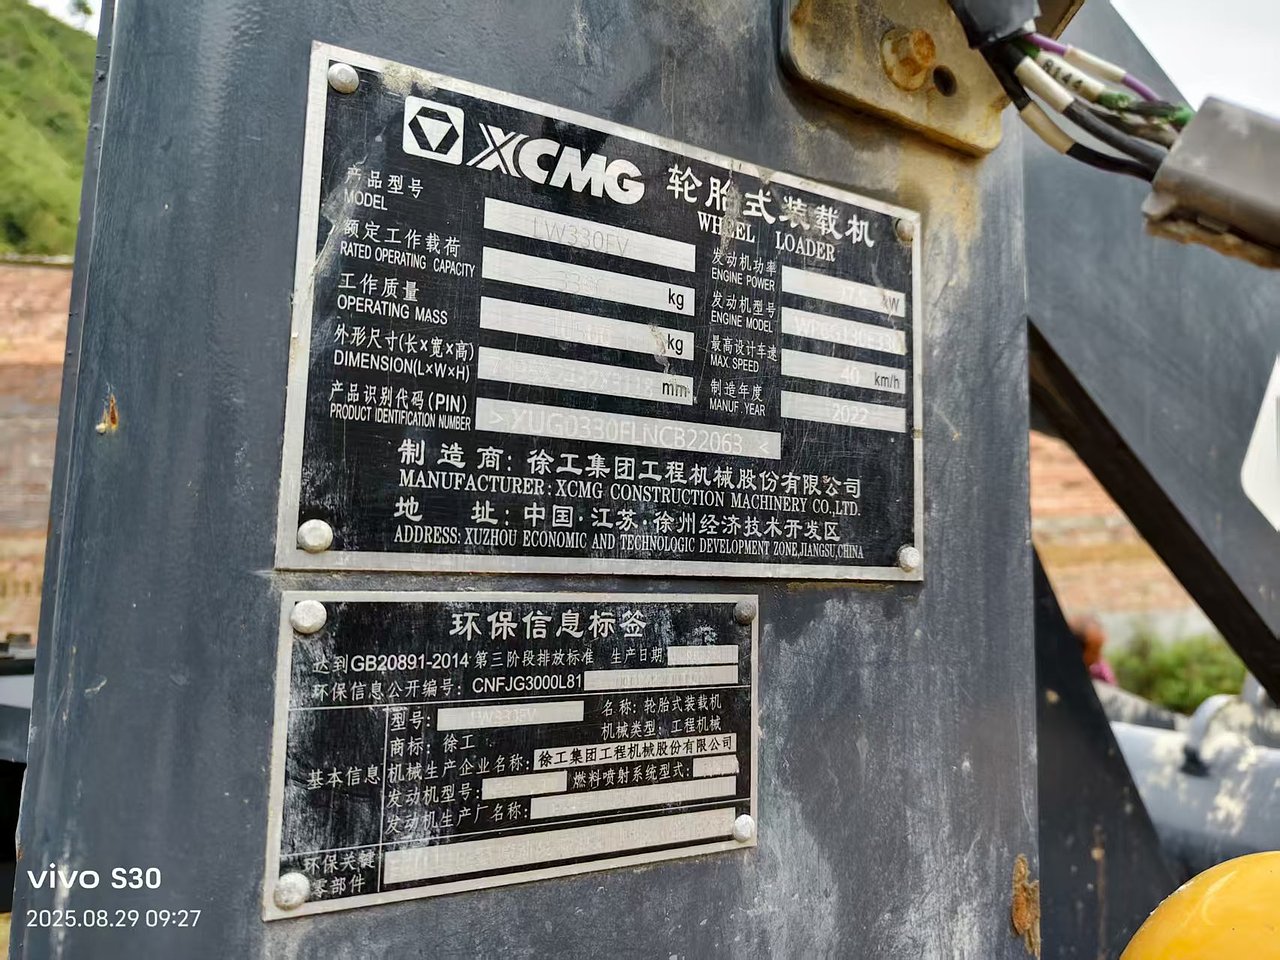 XCMG 轮胎式装载机
WHEEL LOADER
产品型号
MODEL
LW330FV
额定工作载荷
RATED OPERATING CAPACITY
kg
工作质量
OPERATING MASS
kg
外形尺寸(长×宽×高)
DIMENSION(L×W×H)
mm
产品识别代码(PIN)
PRODUCT IDENTIFICATION NUMBER
>XUGD330FLNCB22063<
发动机功率
ENGINE POWER
kW
发动机型号
ENGINE MODEL
最高设计车速
MAX. SPEED
40 km/h
制造年度
MANUF. YEAR
2022
制造商:徐工集团工程机械股份有限公司
MANUFACTURER:XCMG CONSTRUCTION MACHINERY CO.,LTD.
地址:中国·江苏·徐州经济技术开发区
ADDRESS:XUZHOU ECONOMIC AND TECHNOLOGIC DEVELOPMENT ZONE,JIANGSU,CHINA
环保信息标签
达到GB20891-2014 第三阶段排放标准 生产日期
环保信息公开编号: CNFJG3000L81
基本信息
型号: LW330FV 名称: 轮胎式装载机
商标: 徐工 机械类型: 工程机械
机械生产企业名称: 徐工集团工程机械股份有限公司
发动机型号: 燃料喷射系统型式:
发动机生产厂名称:
环保关键
零部件
8144
vivo S30
2025.08.29 09:27